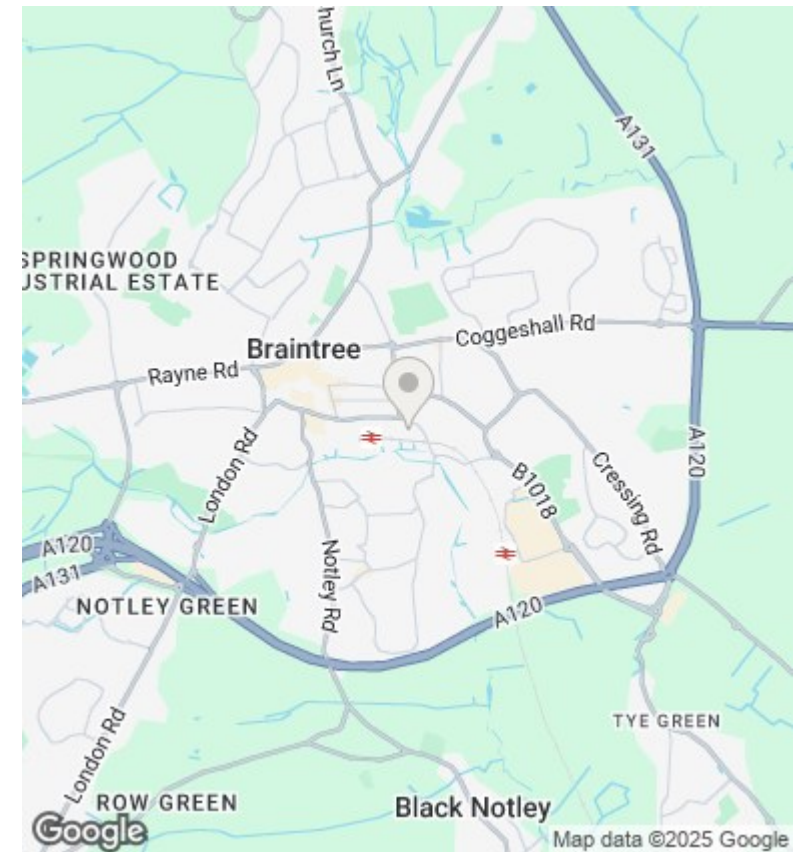 hurch Ln
A131
SPRINGWOOD
USTRIAL ESTATE
Braintree
Coggeshall Rd
Rayne Rd
London Rd
A120
B1018
Cressing Rd
Notley Rd
A120
A131
NOTLEY GREEN
A120
London Rd
TYE GREEN
ROW GREEN
Black Notley
Google
Map data ©2025 Google